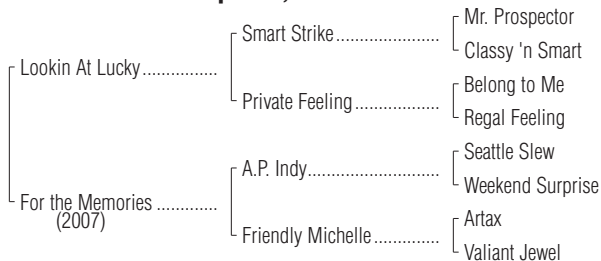 Mr. Prospector
Smart Strike....................
Classy 'n Smart
Lookin At Lucky...............
Belong to Me
Private Feeling.................
Regal Feeling
Seattle Slew
A.P. Indy..........................
Weekend Surprise
For the Memories ............
(2007)
Artax
Friendly Michelle.............
Valiant Jewel